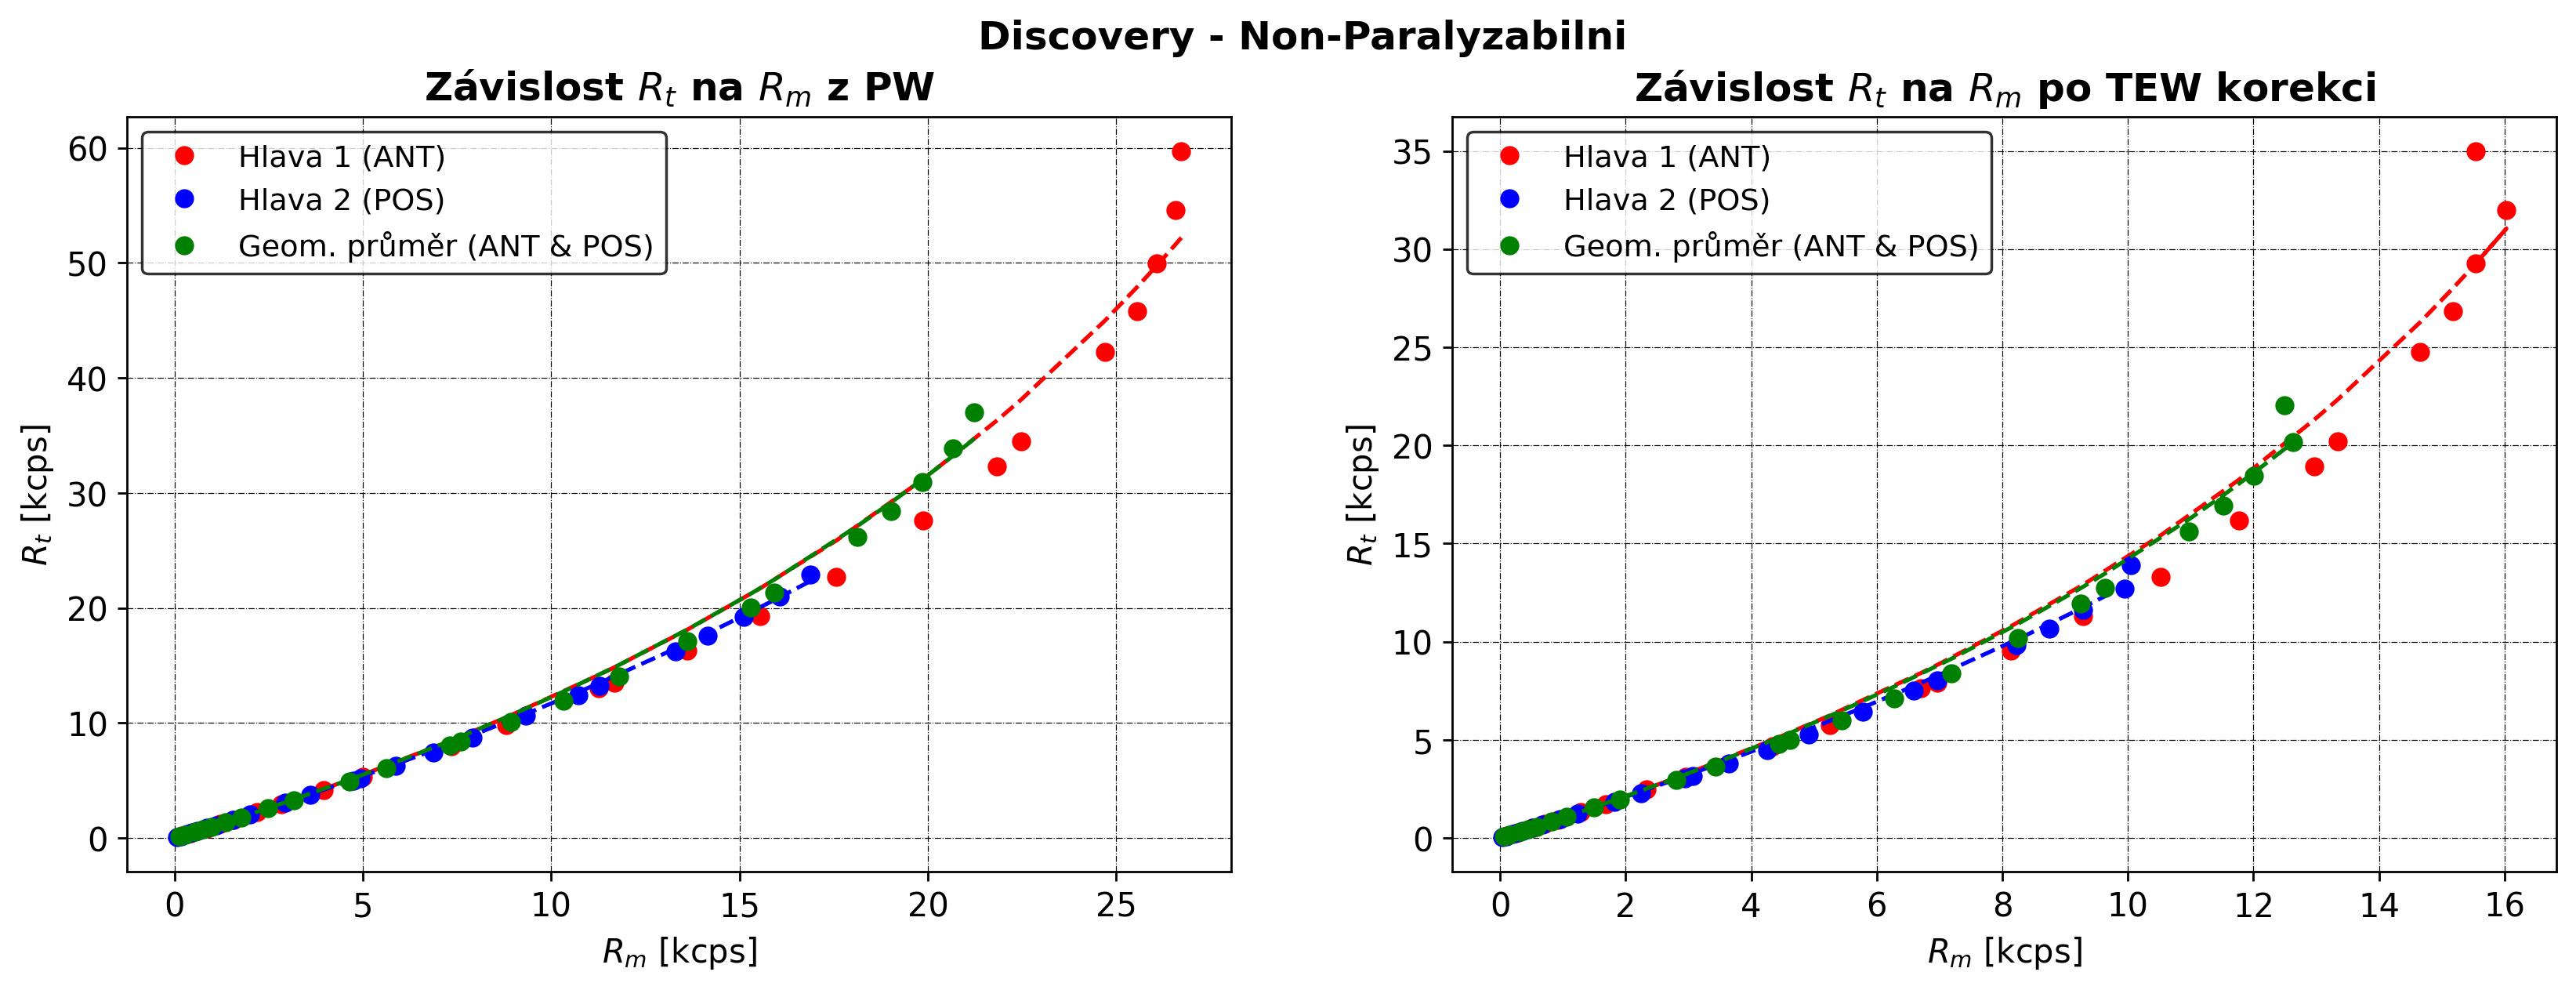 Discovery - Non-Paralyzabilni
Závislost R_t na R_m z PW
60
50
40
30
20
10
0
R_t [kcps]
Hlava 1 (ANT)
Hlava 2 (POS)
Geom. průměr (ANT & POS)
0 5 10 15 20 25
R_m [kcps]
Závislost R_t na R_m po TEW korekci
35
30
25
20
15
10
5
0
R_t [kcps]
Hlava 1 (ANT)
Hlava 2 (POS)
Geom. průměr (ANT & POS)
0 2 4 6 8 10 12 14 16
R_m [kcps]